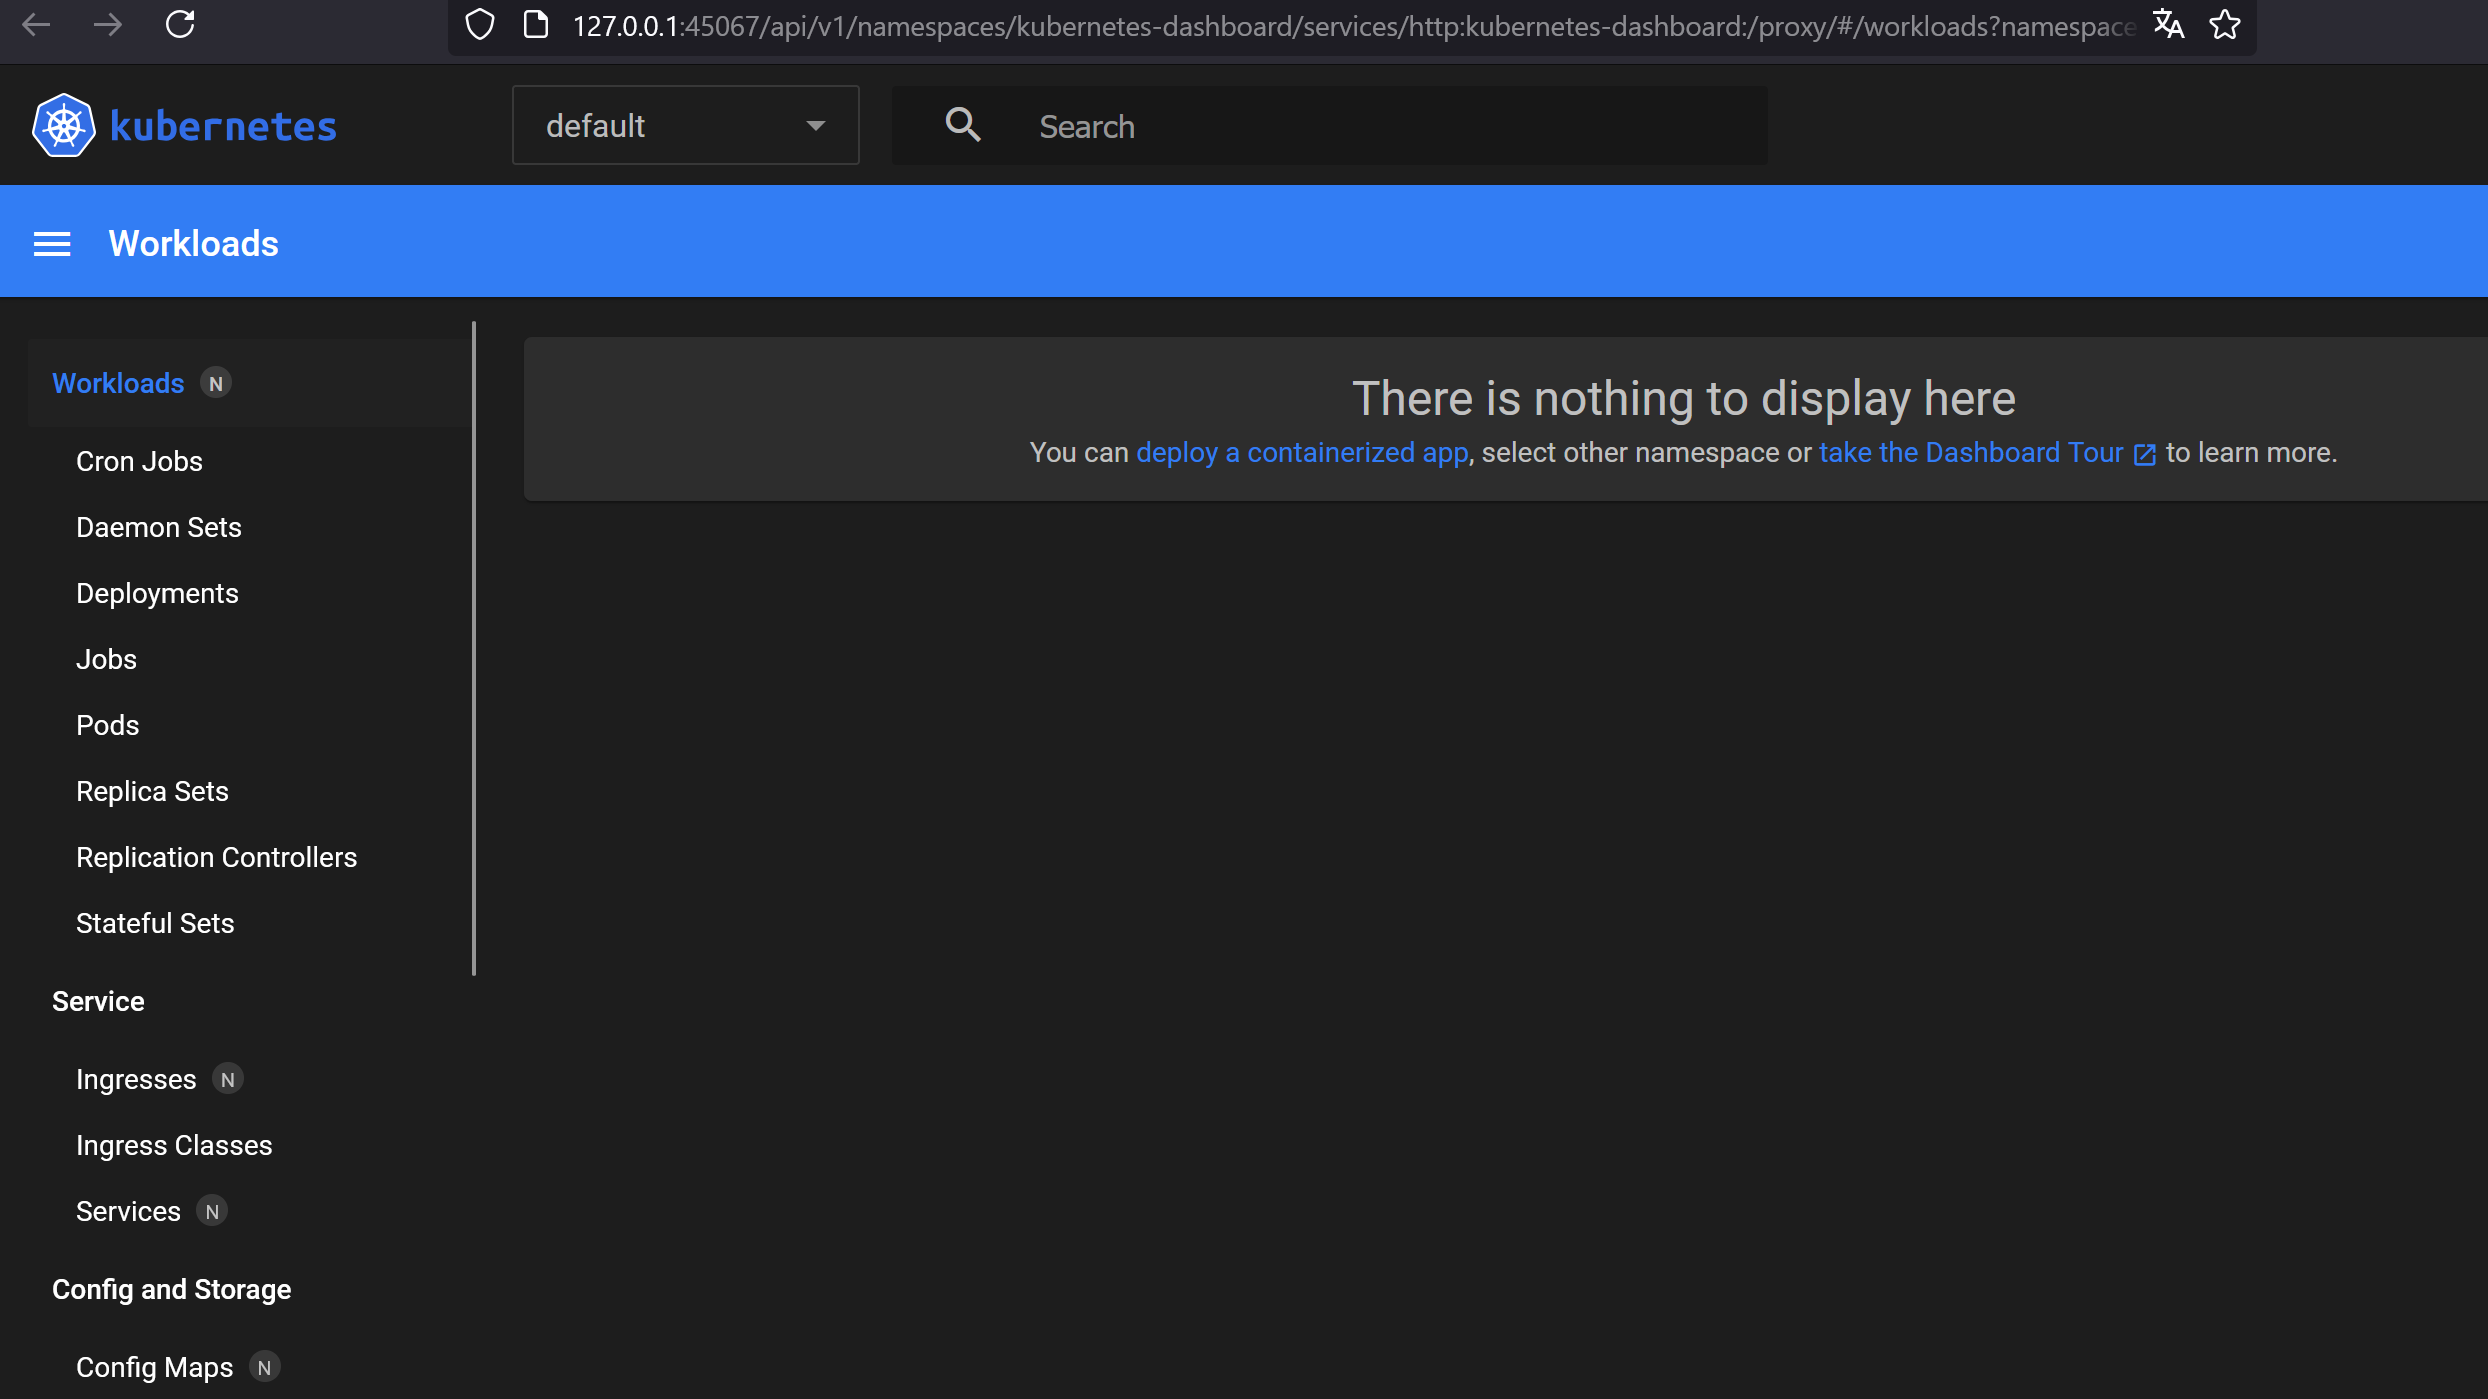 127.0.0.1:45067/api/v1/namespaces/kubernetes-dashboard/services/http:kubernetes-dashboard:/proxy/#/workloads?namespace
kubernetes
default
Search
Workloads
Workloads N
Cron Jobs
Daemon Sets
Deployments
Jobs
Pods
Replica Sets
Replication Controllers
Stateful Sets
Service
Ingresses N
Ingress Classes
Services N
Config and Storage
Config Maps N
There is nothing to display here
You can deploy a containerized app, select other namespace or take the Dashboard Tour to learn more.